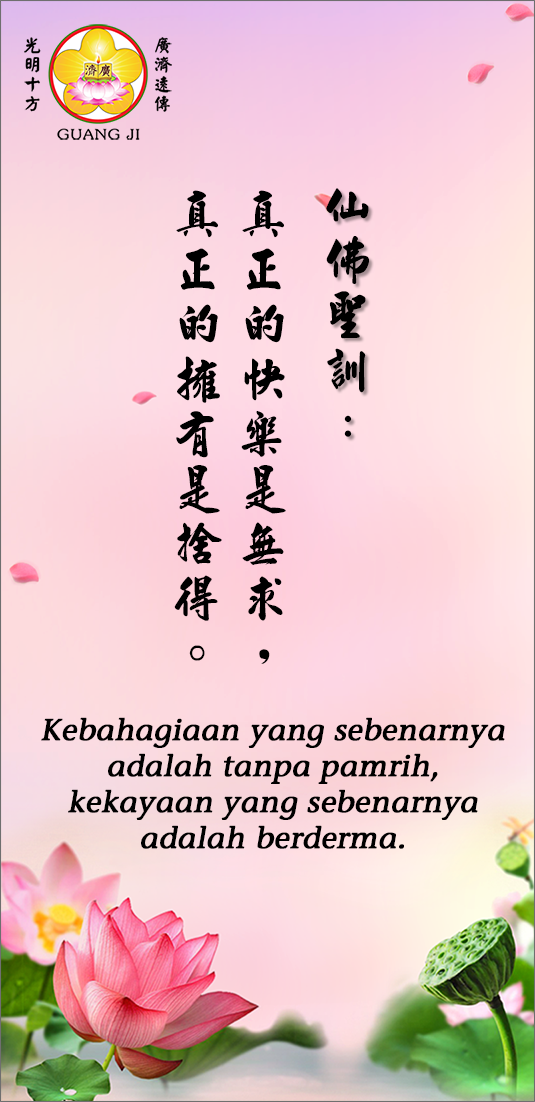 光明十方
廣濟遠傳
濟廣
GUANG JI
仙佛聖訓：
真正的快樂是無求，
真正的擁有是捨得。
Kebahagiaan yang sebenarnya
adalah tanpa pamrih,
kekayaan yang sebenarnya
adalah berderma.